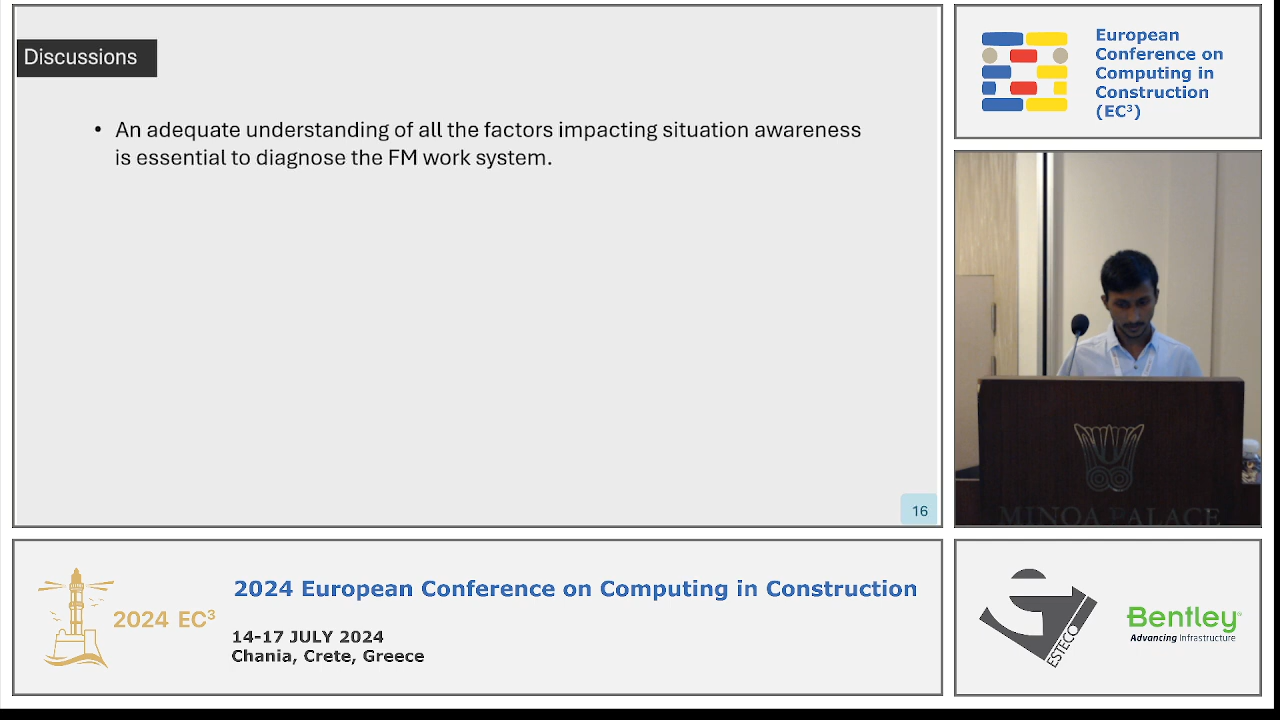 Discussions
• An adequate understanding of all the factors impacting situation awareness
is essential to diagnose the FM work system.
16
European
Conference on
Computing in
Construction
(EC³)
MINOA PALACE
2024 EC³
2024 European Conference on Computing in Construction
14-17 JULY 2024
Chania, Crete, Greece
ESTECO
Bentley
Advancing Infrastructure